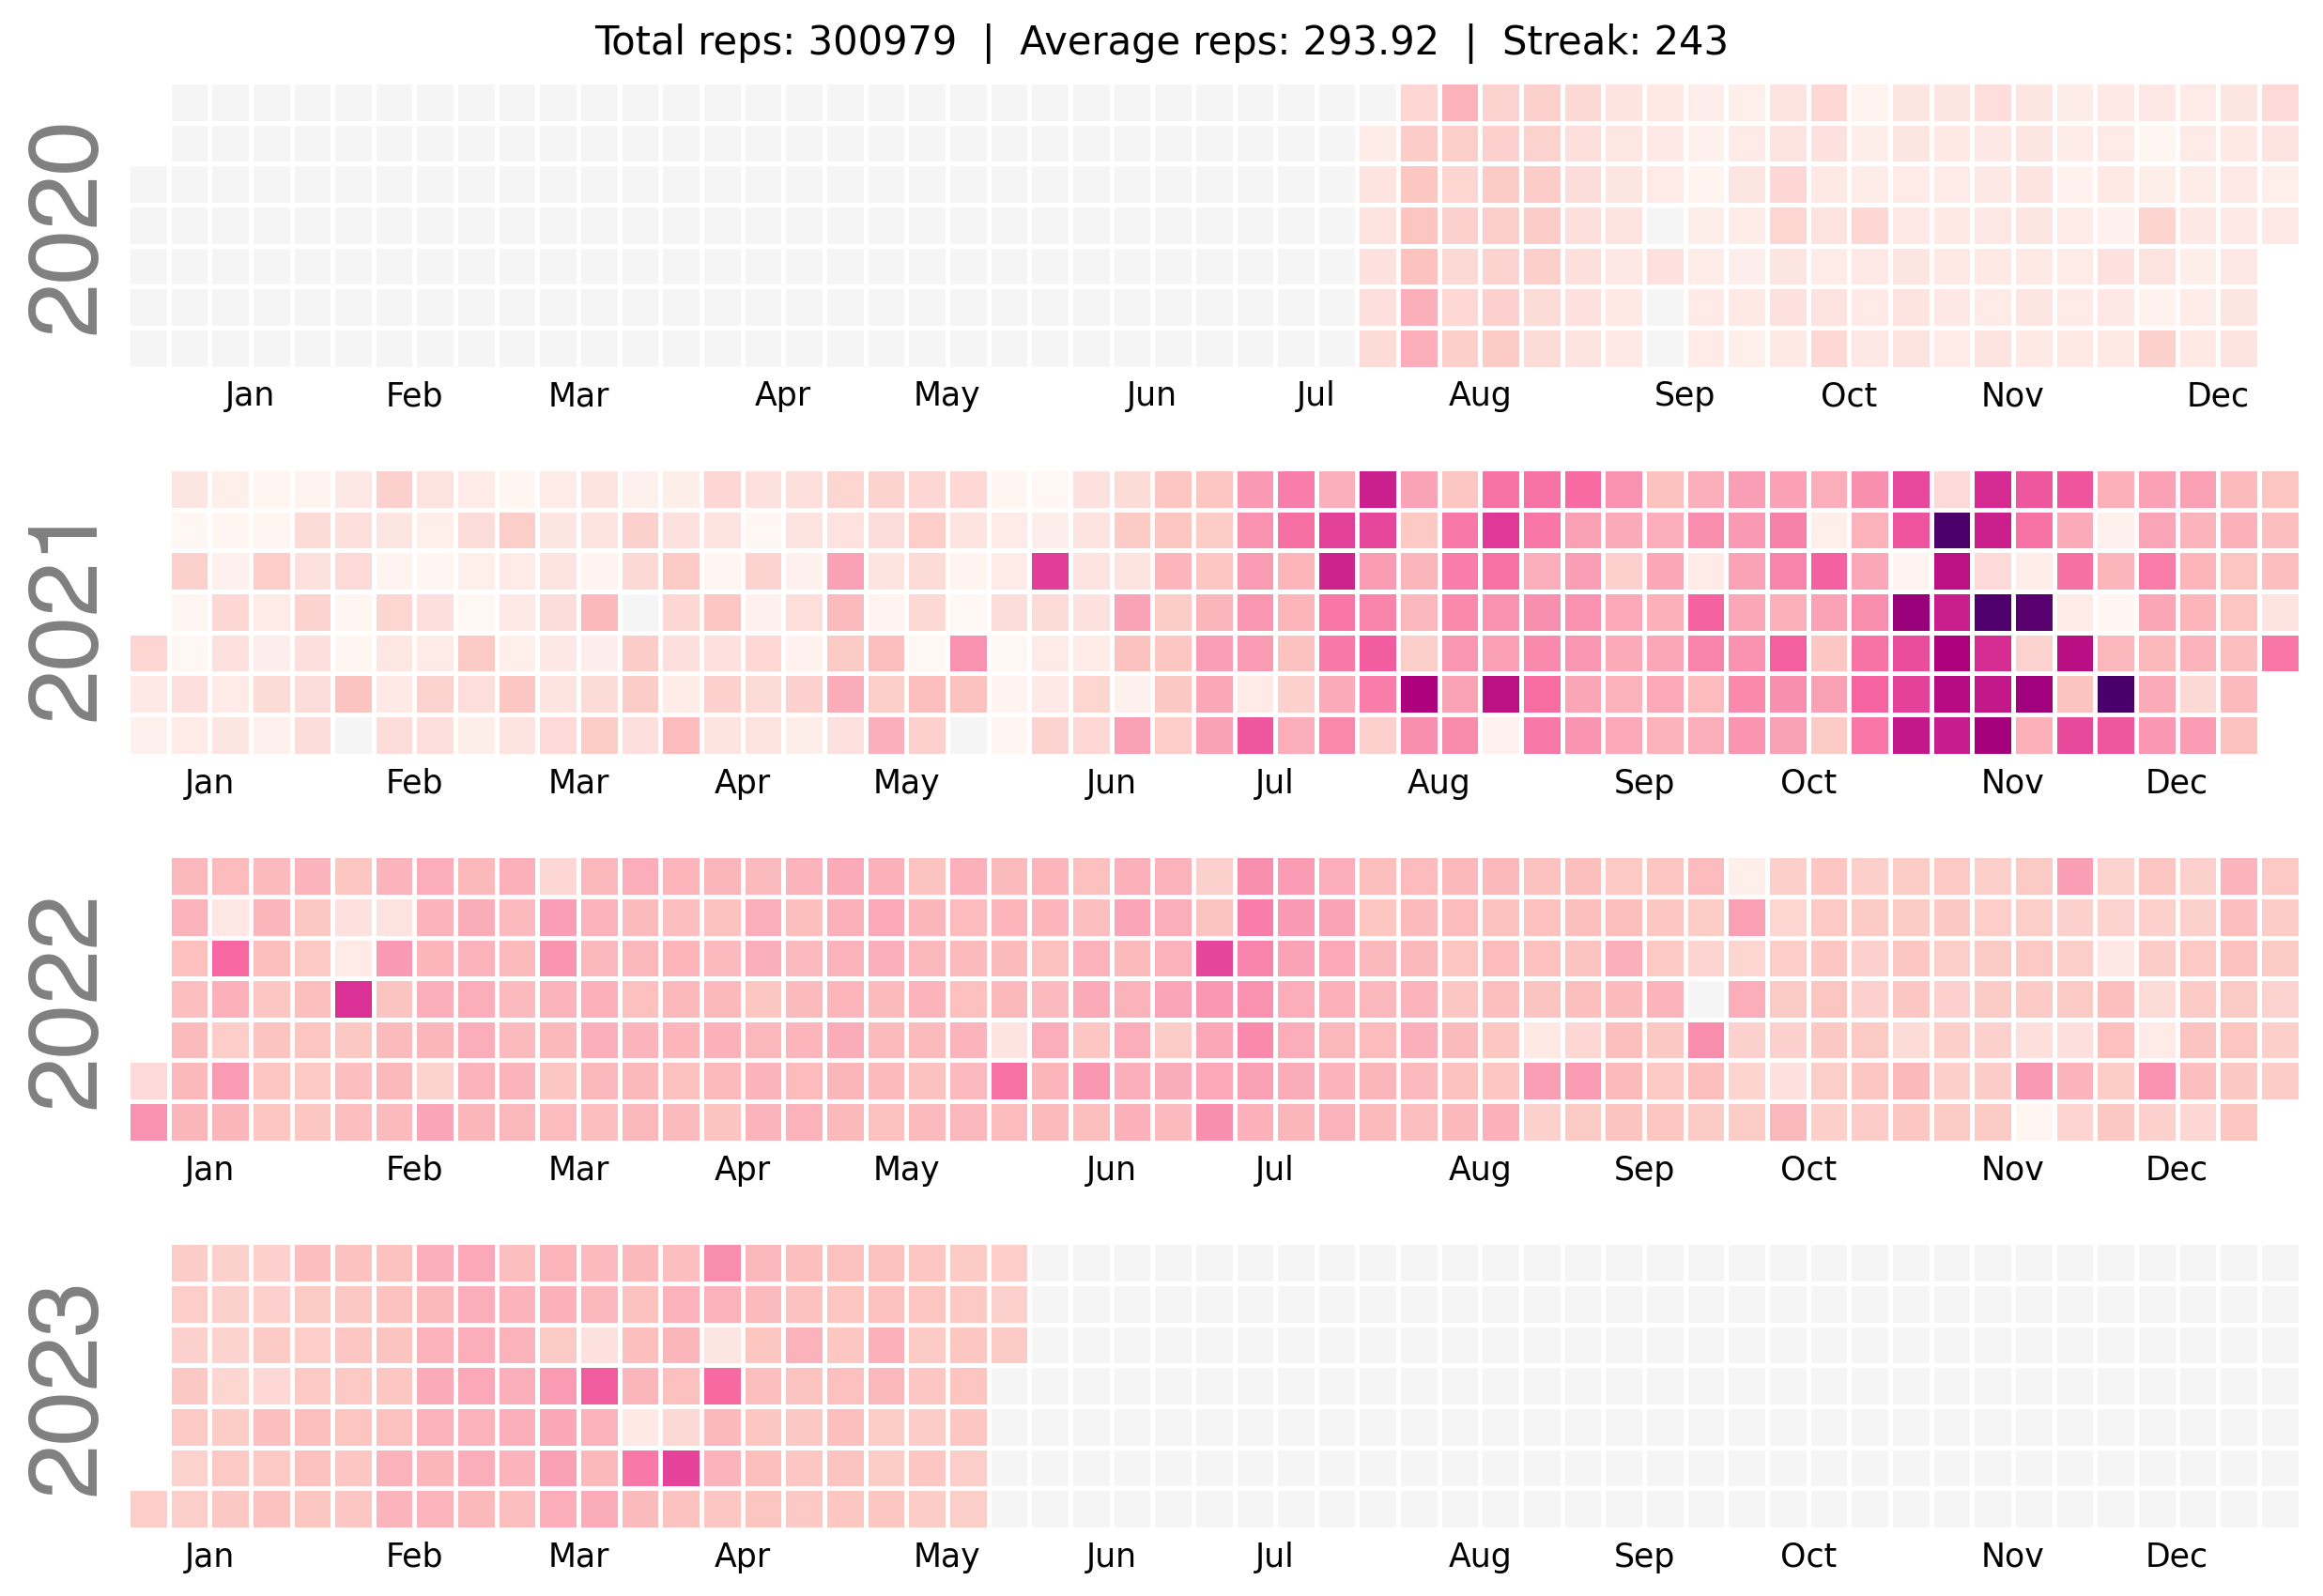 Total reps: 300979 | Average reps: 293.92 | Streak: 243
2020
Jan Feb Mar Apr May Jun Jul Aug Sep Oct Nov Dec
2021
Jan Feb Mar Apr May Jun Jul Aug Sep Oct Nov Dec
2022
Jan Feb Mar Apr May Jun Jul Aug Sep Oct Nov Dec
2023
Jan Feb Mar Apr May Jun Jul Aug Sep Oct Nov Dec